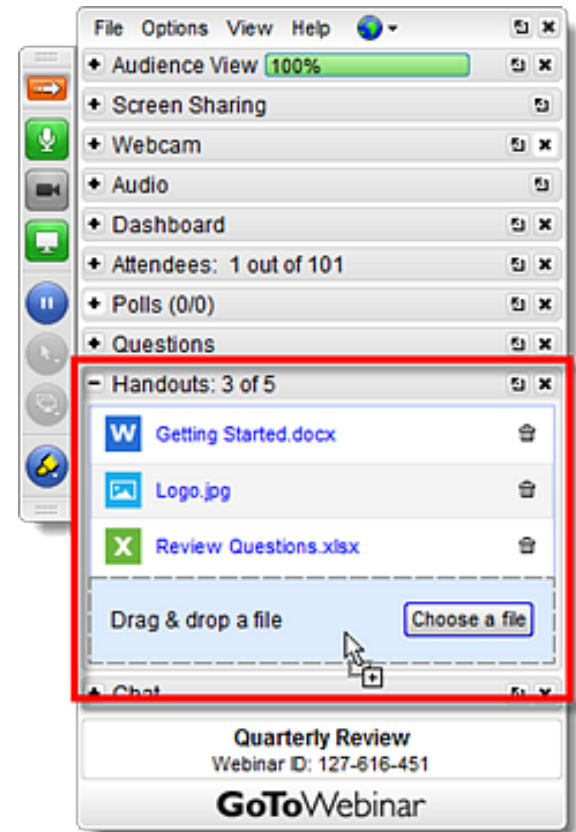 File Options View Help
Audience View 100%
Screen Sharing
Webcam
Audio
Dashboard
Attendees: 1 out of 101
Polls (0/0)
Questions
Handouts: 3 of 5
W Getting Started.docx
Logo.jpg
X Review Questions.xlsx
Drag & drop a file Choose a file
Chat
Quarterly Review
Webinar ID: 127-616-451
GoToWebinar